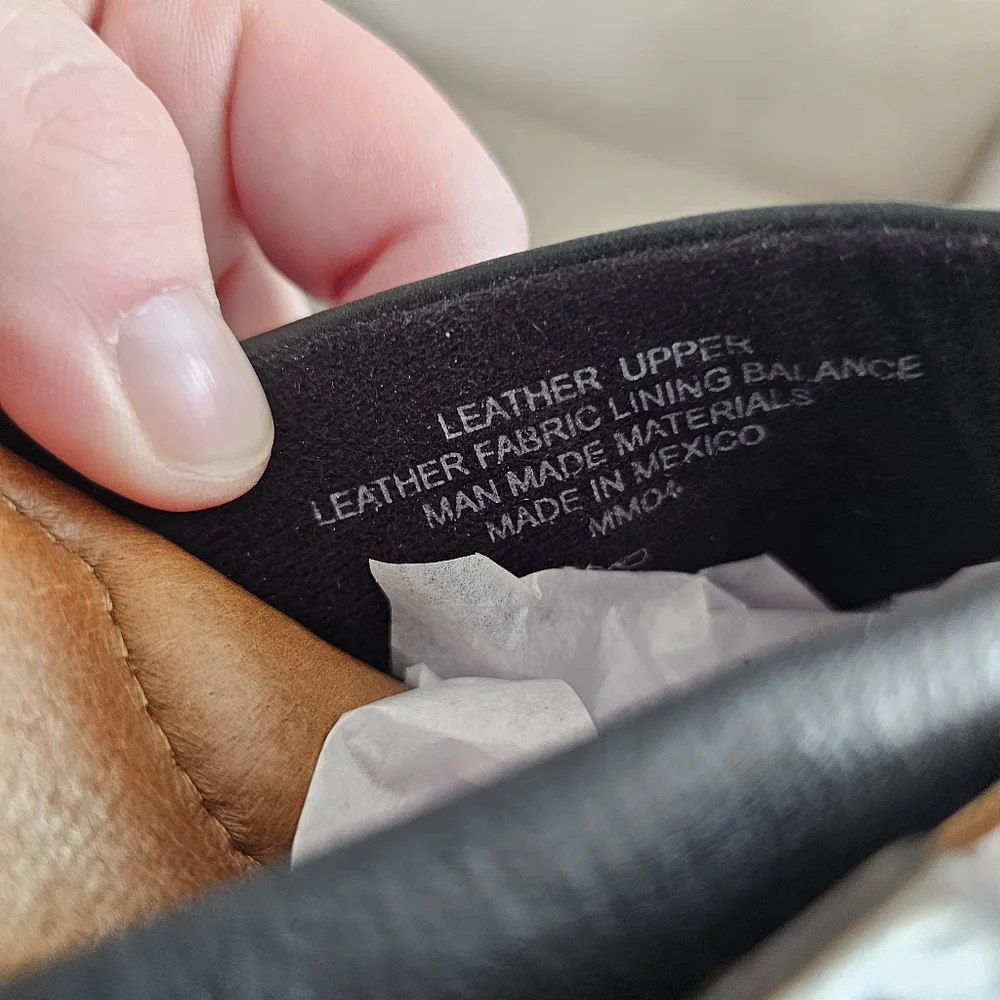 LEATHER UPPER
LEATHER FABRIC LINING BALANCE
MAN MADE MATERIALS
MADE IN MEXICO
MM04